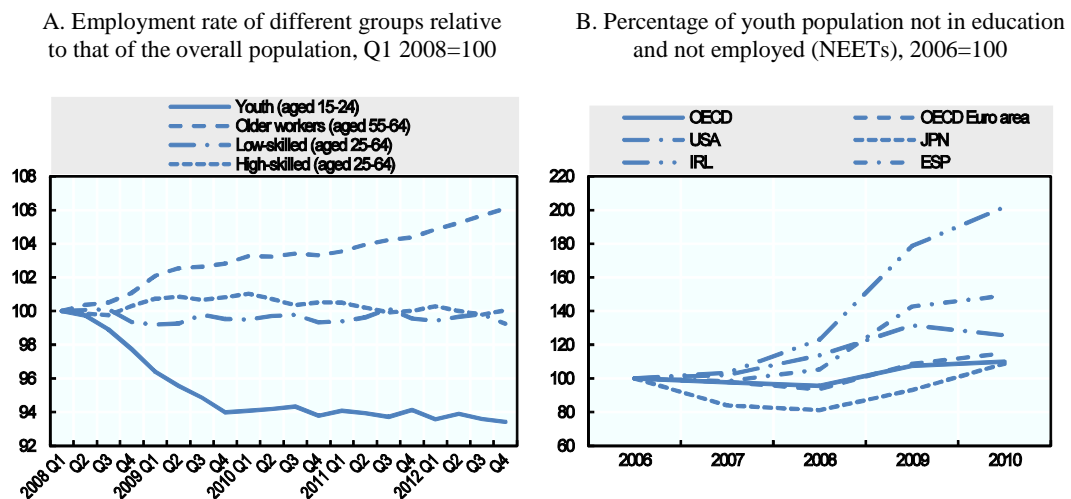 A. Employment rate of different groups relative
to that of the overall population, Q1 2008=100
Youth (aged 15-24)
Older workers (aged 55-64)
Low-skilled (aged 25-64)
High-skilled (aged 25-64)
108
106
104
102
100
98
96
94
92
2008 Q1
Q2
Q3
Q4
2009 Q1
Q2
Q3
Q4
2010 Q1
Q2
Q3
Q4
2011 Q1
Q2
Q3
Q4
2012 Q1
Q2
Q3
Q4
B. Percentage of youth population not in education
and not employed (NEETs), 2006=100
OECD
OECD Euro area
USA
JPN
IRL
ESP
220
200
180
160
140
120
100
80
60
2006
2007
2008
2009
2010